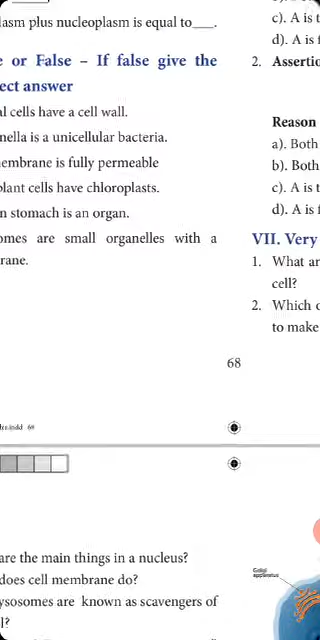 lasm plus nucleoplasm is equal to___.
e or False – If false give the
ect answer
al cells have a cell wall.
nella is a unicellular bacteria.
embrane is fully permeable
plant cells have chloroplasts.
n stomach is an organ.
omes are small organelles with a
rane.
c). A is t
d). A is f
2. Assertio
Reason
a). Both
b). Both
c). A is t
d). A is f
VII. Very
1. What ar
cell?
2. Which o
to make
68
are the main things in a nucleus?
does cell membrane do?
ysosomes are known as scavengers of
l?
Golgi
apparatus